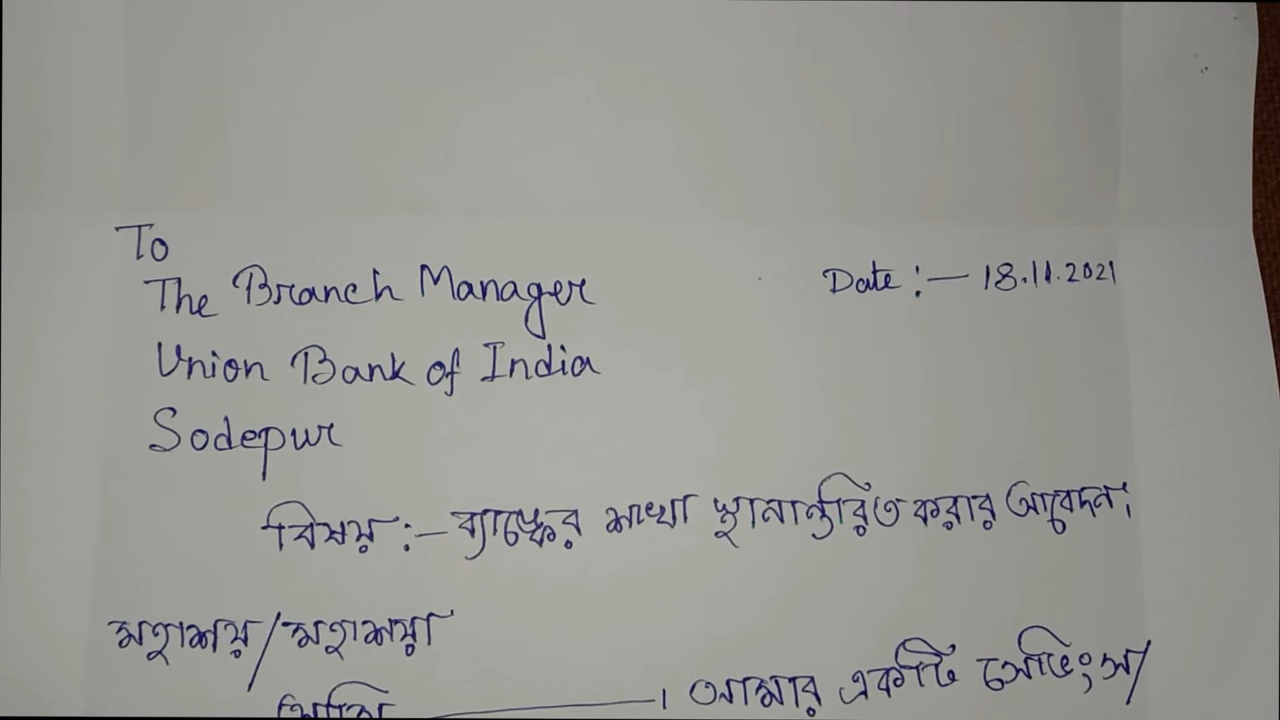 To
The Branch Manager
Date :— 18.11.2021
Union Bank of India
Sodepur
বিষয় :— ব্যাঙ্কের শাখা স্থানান্তরিত করার আবেদন।
মহাশয়/মহাশয়া
আমি ————। আমার একটি সেভিংস/